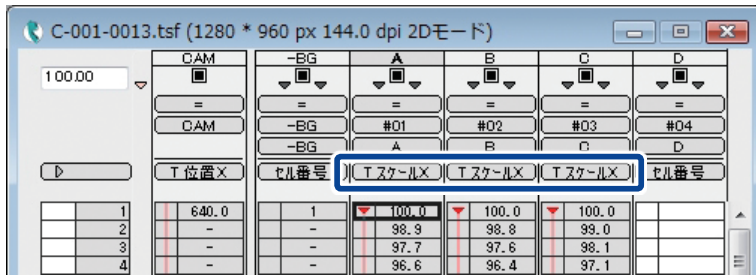 C-001-0013.tsf (1280 * 960 px 144.0 dpi 2Dモード)
CAM -BG A B C D
100.00
= = = = =
CAM -BG #01 #02 #03 #04
-BG A B C D
T 位置X セル番号 T スケールX T スケールX T スケールX セル番号
1 640.0 1 100.0 100.0 100.0
2 - - 98.9 98.8 99.0
3 - - 97.7 97.6 98.1
4 - - 96.6 96.4 97.1